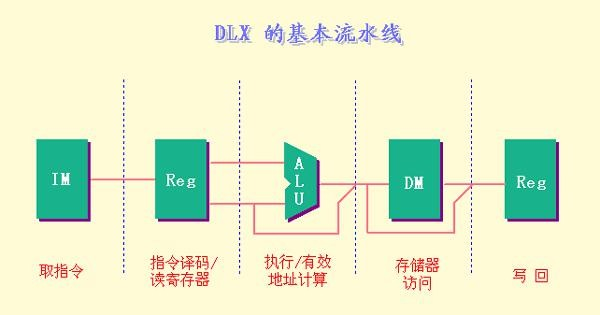 DLX 的基本流水线
IM
Reg
ALU
DM
Reg
取指令
指令译码/
读寄存器
执行/有效
地址计算
存储器
访问
写 回